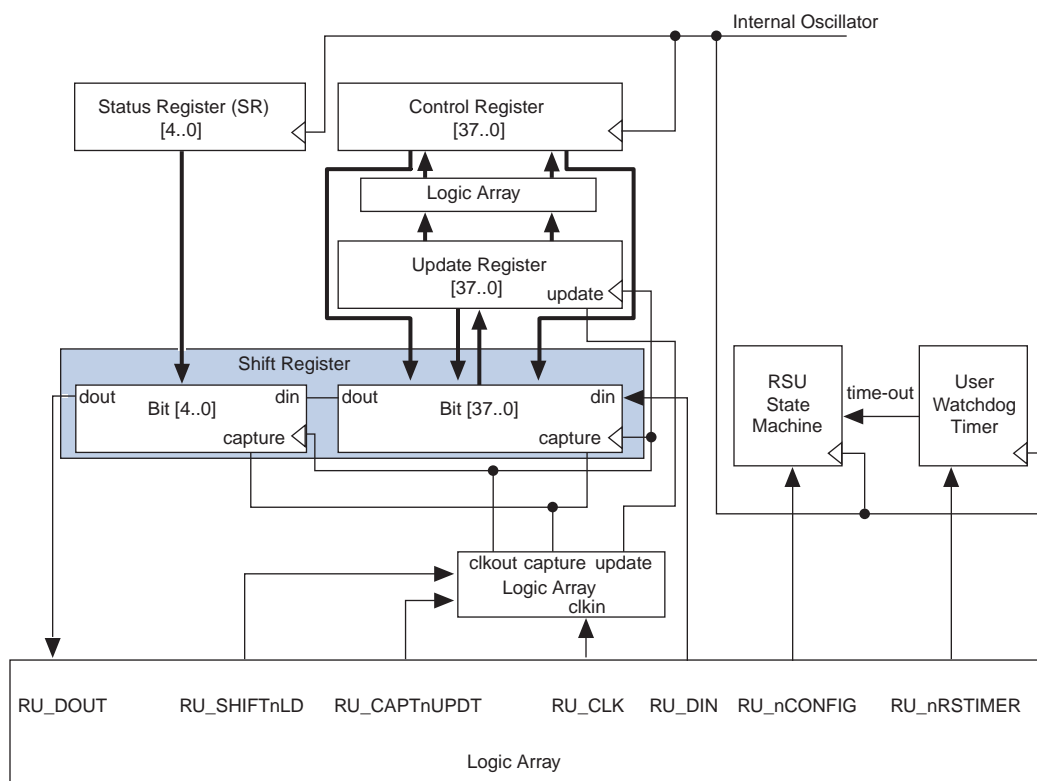 Internal Oscillator
Status Register (SR)
[4..0]
Control Register
[37..0]
Logic Array
Update Register
[37..0]
update
Shift Register
dout
din
Bit [4..0]
capture
dout
din
Bit [37..0]
capture
RSU
State
Machine
time-out
User
Watchdog
Timer
clkout capture update
Logic Array
clkin
RU_DOUT
RU_SHIFTnLD
RU_CAPTnUPDT
RU_CLK
RU_DIN
RU_nCONFIG
RU_nRSTIMER
Logic Array